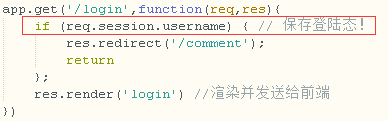 app.get('/login',function(req,res){
    if (req.session.username) { // 保存登陆态!
        res.redirect('/comment');
        return
    };
    res.render('login') //渲染并发送给前端
})